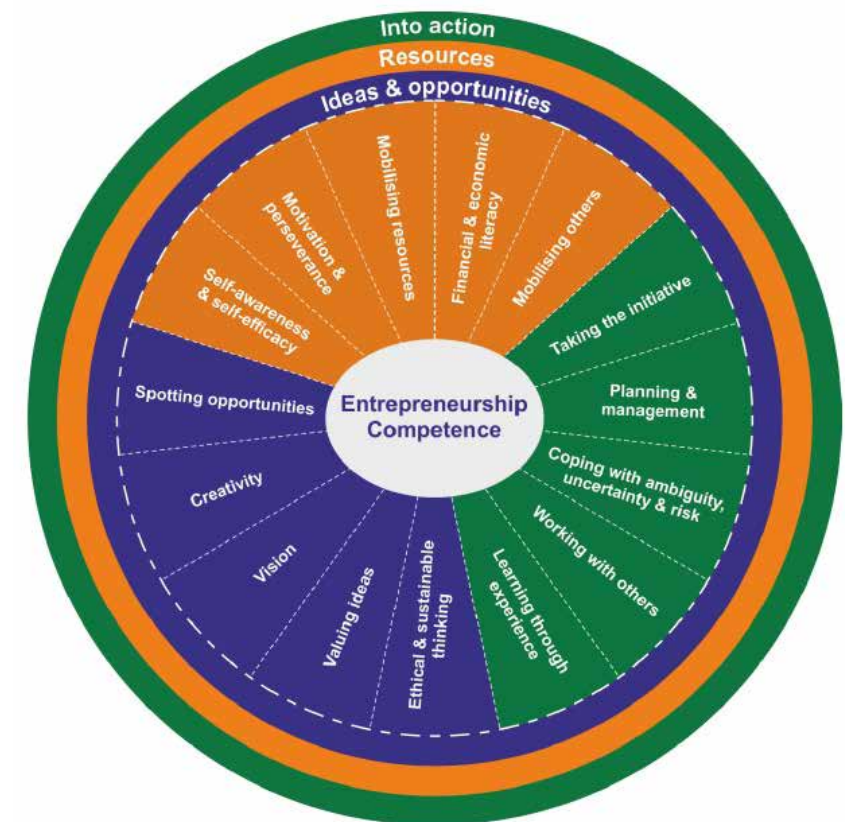 Into action
Resources
Ideas & opportunities
Mobilising resources
Financial & economic
literacy
Motivation &
perseverance
Mobilising others
Self-awareness
& self-efficacy
Taking the initiative
Spotting opportunities
Entrepreneurship
Competence
Planning &
management
Creativity
Coping with ambiguity,
uncertainty & risk
Vision
Working with others
Valuing ideas
Ethical & sustainable
thinking
Learning through
experience